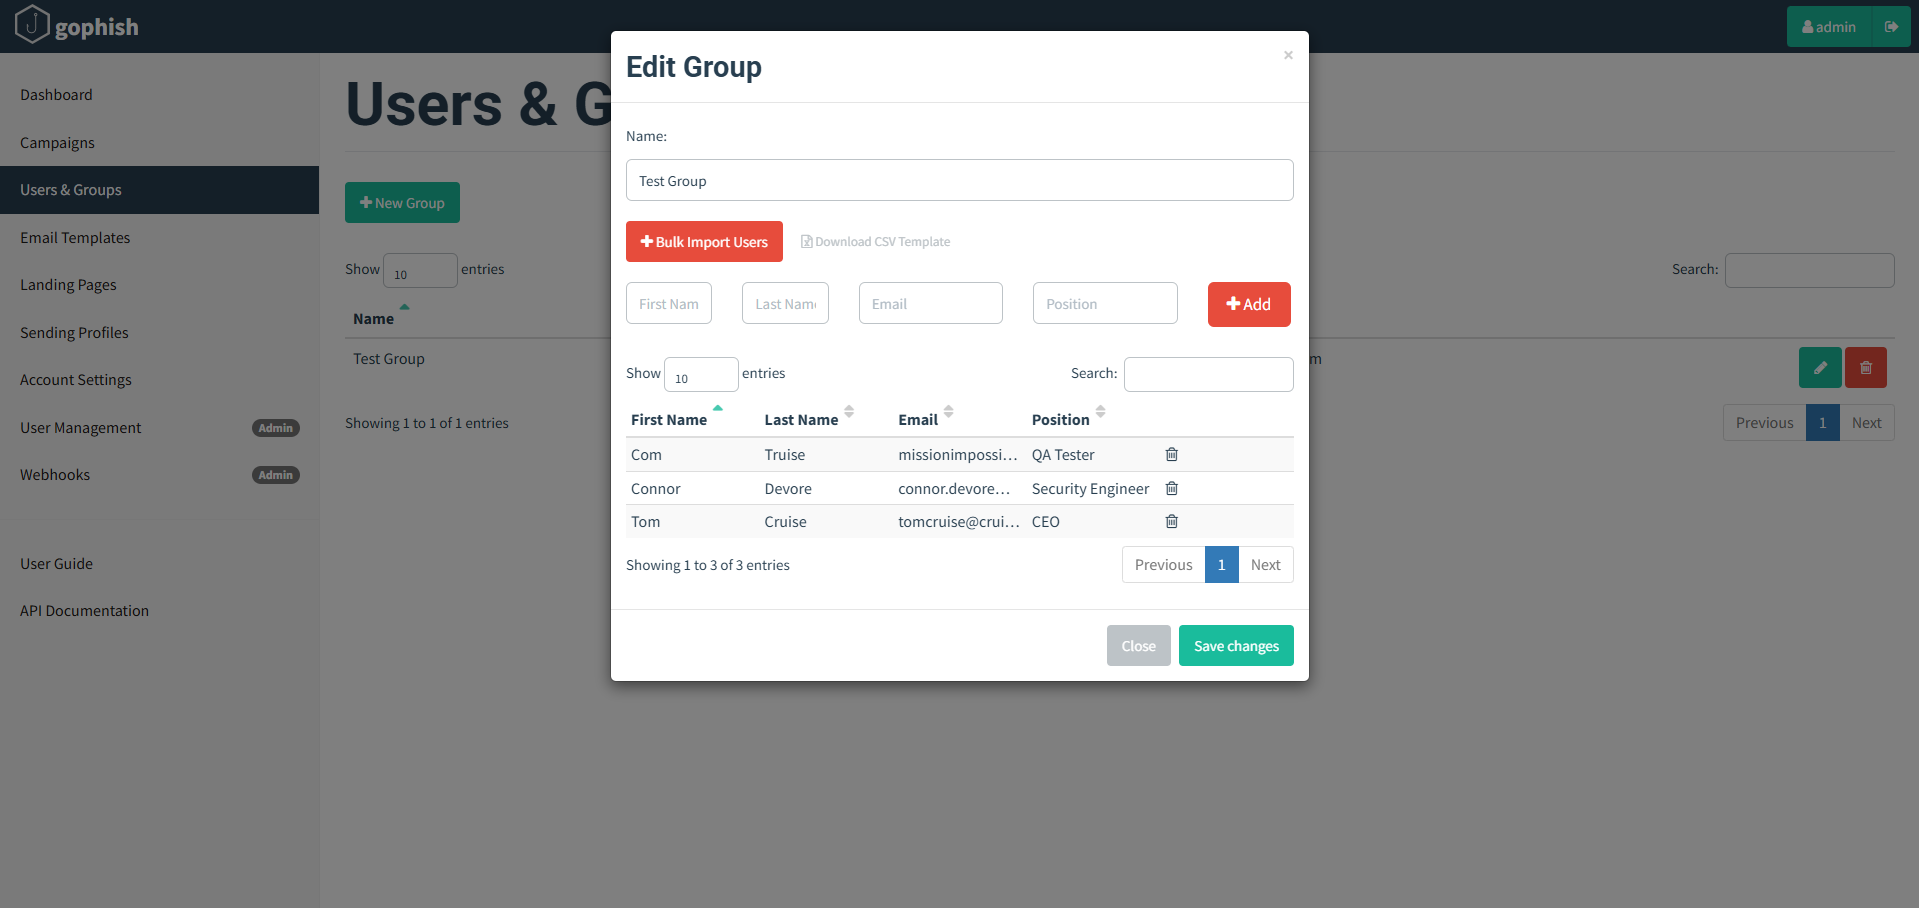 gophish
admin
Dashboard
Campaigns
Users & Groups
Email Templates
Landing Pages
Sending Profiles
Account Settings
User Management Admin
Webhooks Admin
User Guide
API Documentation
Users & G
New Group
Show 10 entries
Search:
Name
Test Group
m
Showing 1 to 1 of 1 entries
Previous 1 Next
Edit Group
×
Name:
Test Group
Bulk Import Users
Download CSV Template
First Nam Last Name Email Position Add
Show 10 entries
Search:
First Name Last Name Email Position
Com Truise missionimpossi... QA Tester
Connor Devore connor.devore... Security Engineer
Tom Cruise tomcruise@crui... CEO
Showing 1 to 3 of 3 entries
Previous 1 Next
Close Save changes